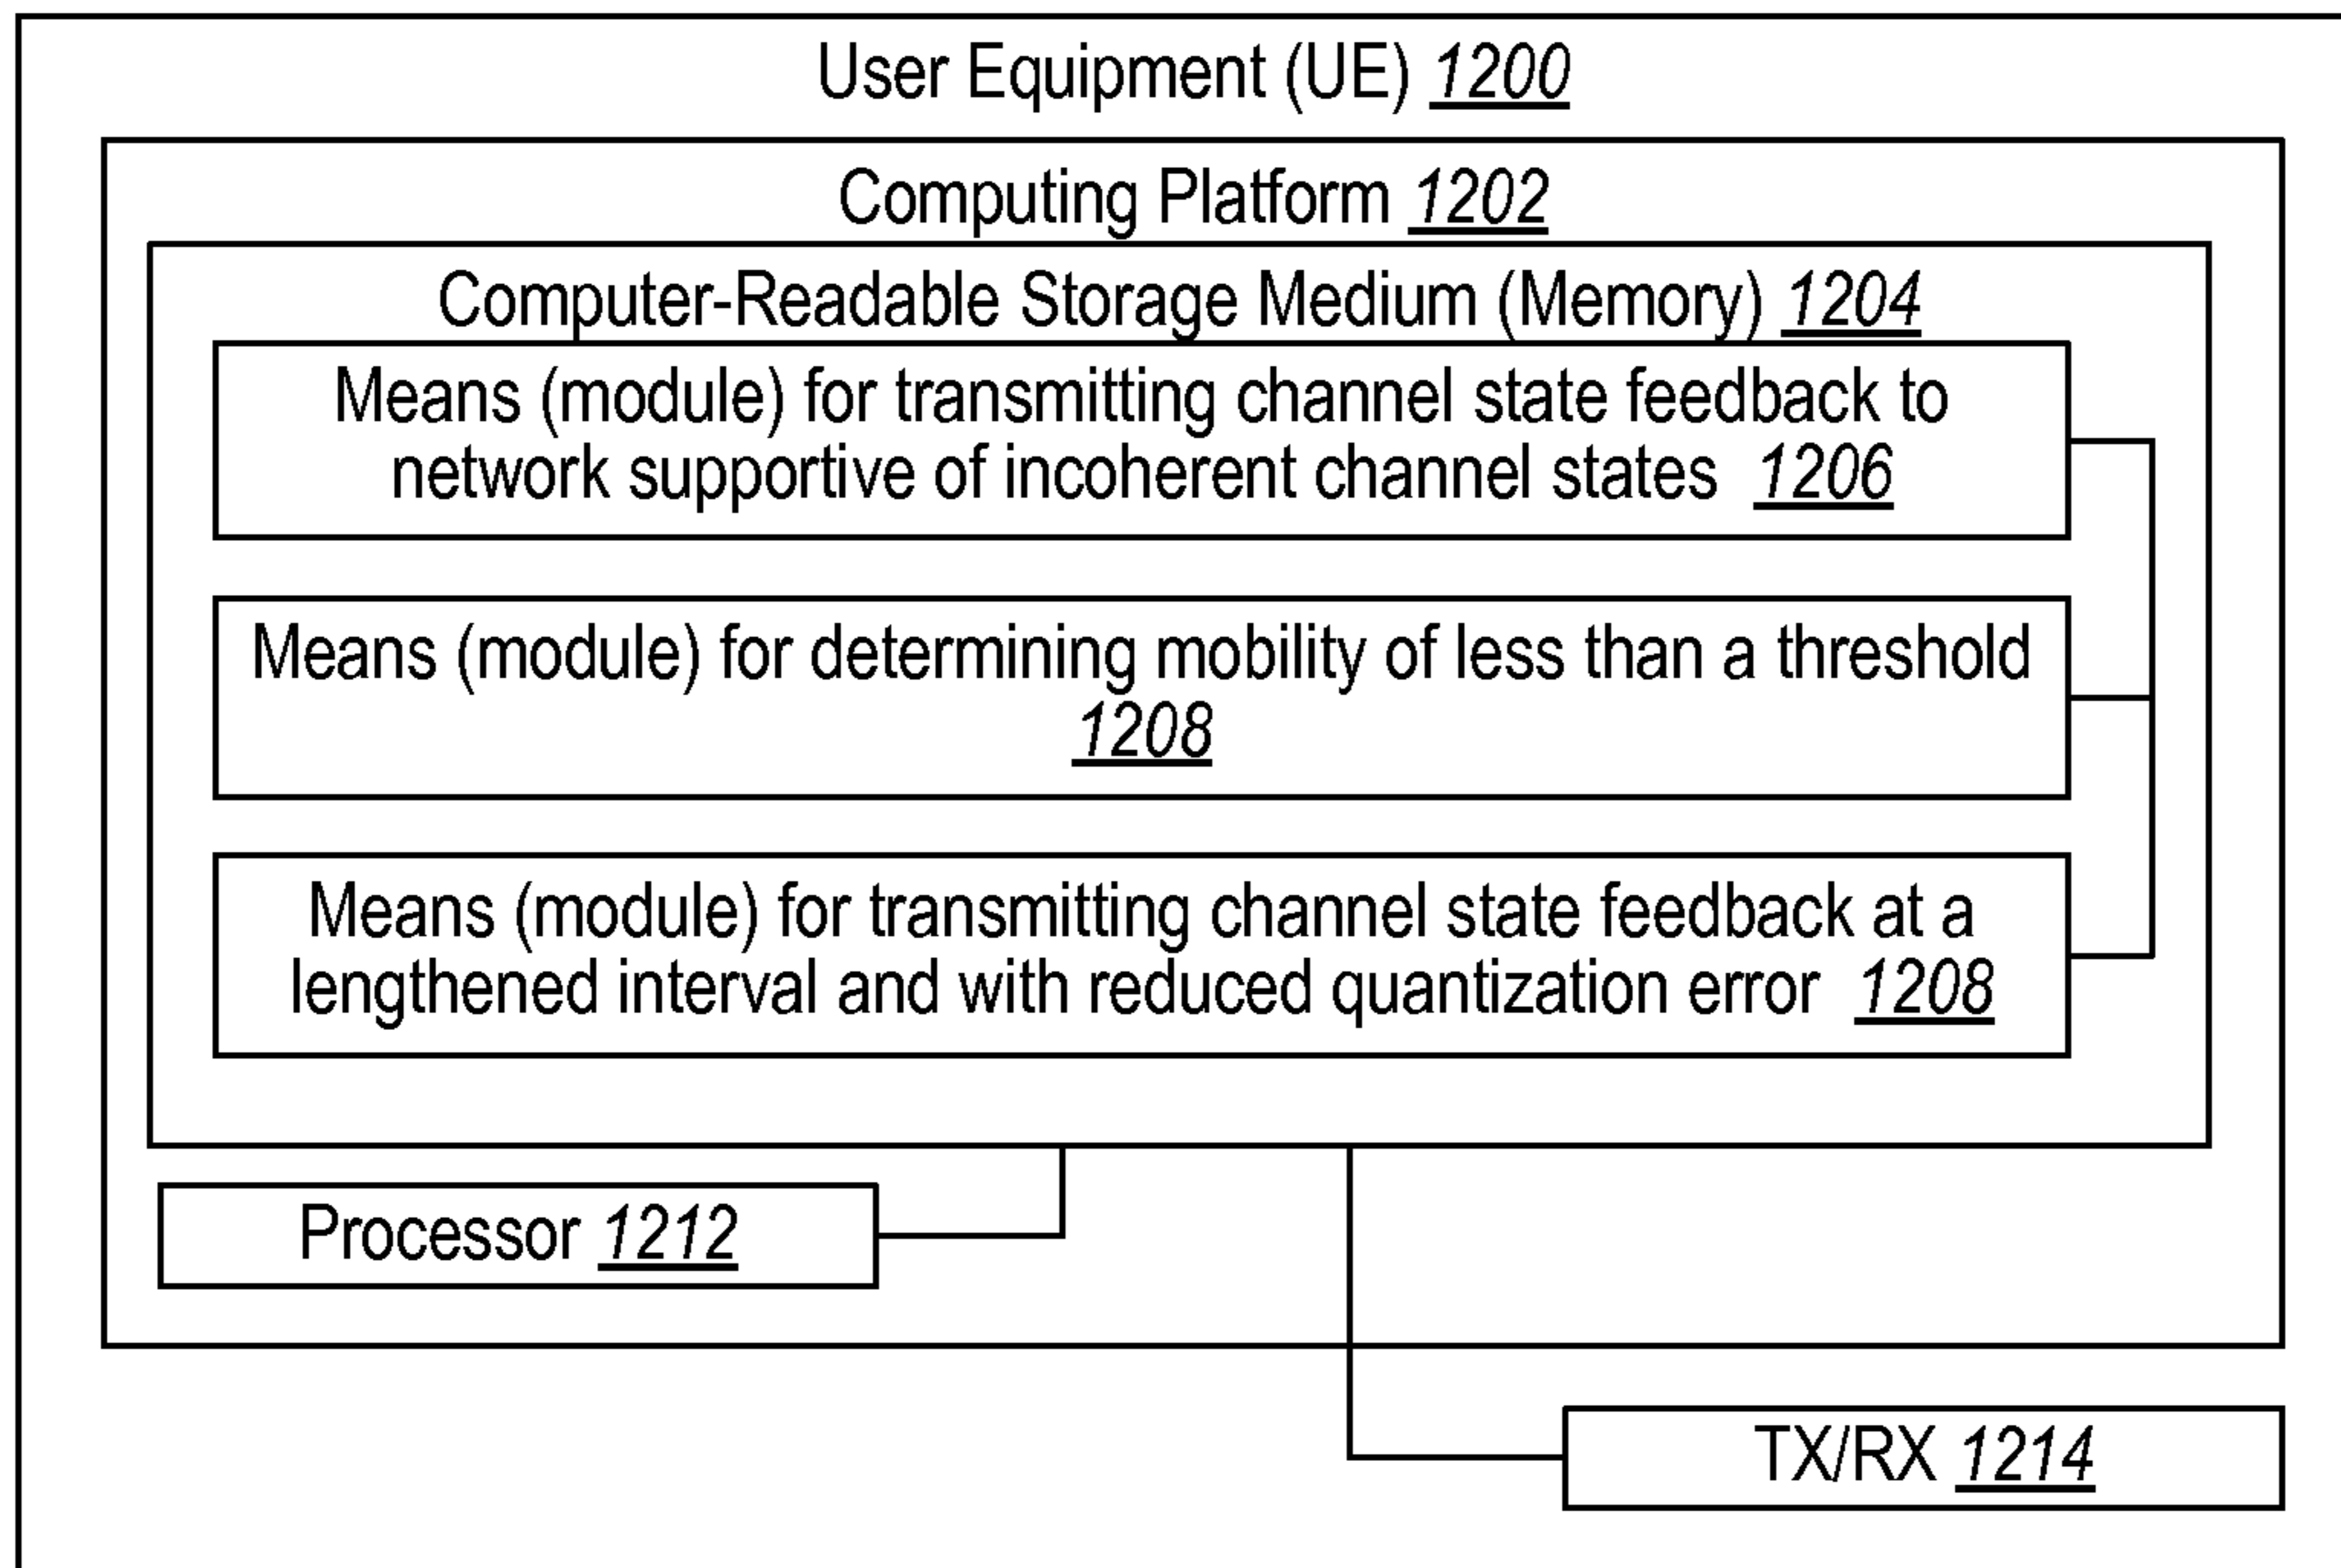 User Equipment (UE) 1200
Computing Platform 1202
Computer-Readable Storage Medium (Memory) 1204
Means (module) for transmitting channel state feedback to
network supportive of incoherent channel states 1206
Means (module) for determining mobility of less than a threshold
1208
Means (module) for transmitting channel state feedback at a
lengthened interval and with reduced quantization error 1208
Processor 1212
TX/RX 1214